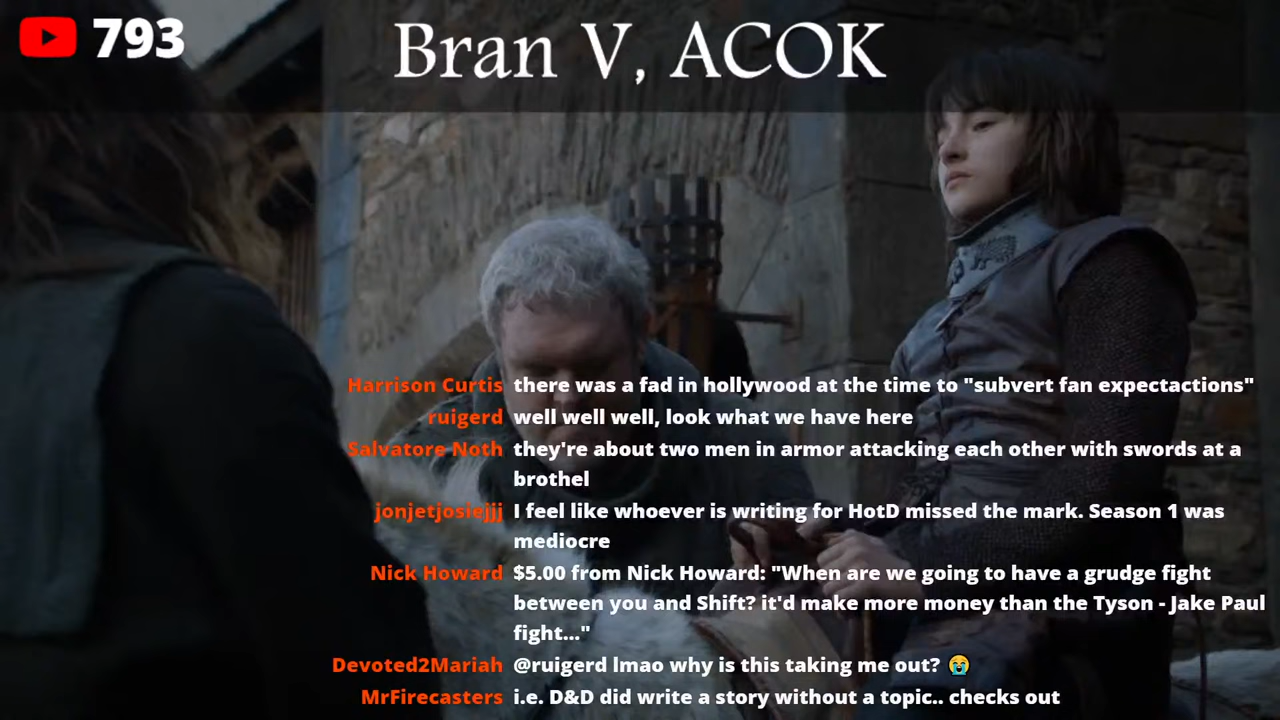 793
Bran V, ACOK
Harrison Curtis there was a fad in hollywood at the time to "subvert fan expectactions"
ruigerd well well well, look what we have here
Salvatore Noth they're about two men in armor attacking each other with swords at a
brothel
jonjetjosiejjj I feel like whoever is writing for HotD missed the mark. Season 1 was
mediocre
Nick Howard $5.00 from Nick Howard: "When are we going to have a grudge fight
between you and Shift? it'd make more money than the Tyson - Jake Paul
fight..."
Devoted2Mariah @ruigerd lmao why is this taking me out? 😭
MrFirecasters i.e. D&D did write a story without a topic.. checks out